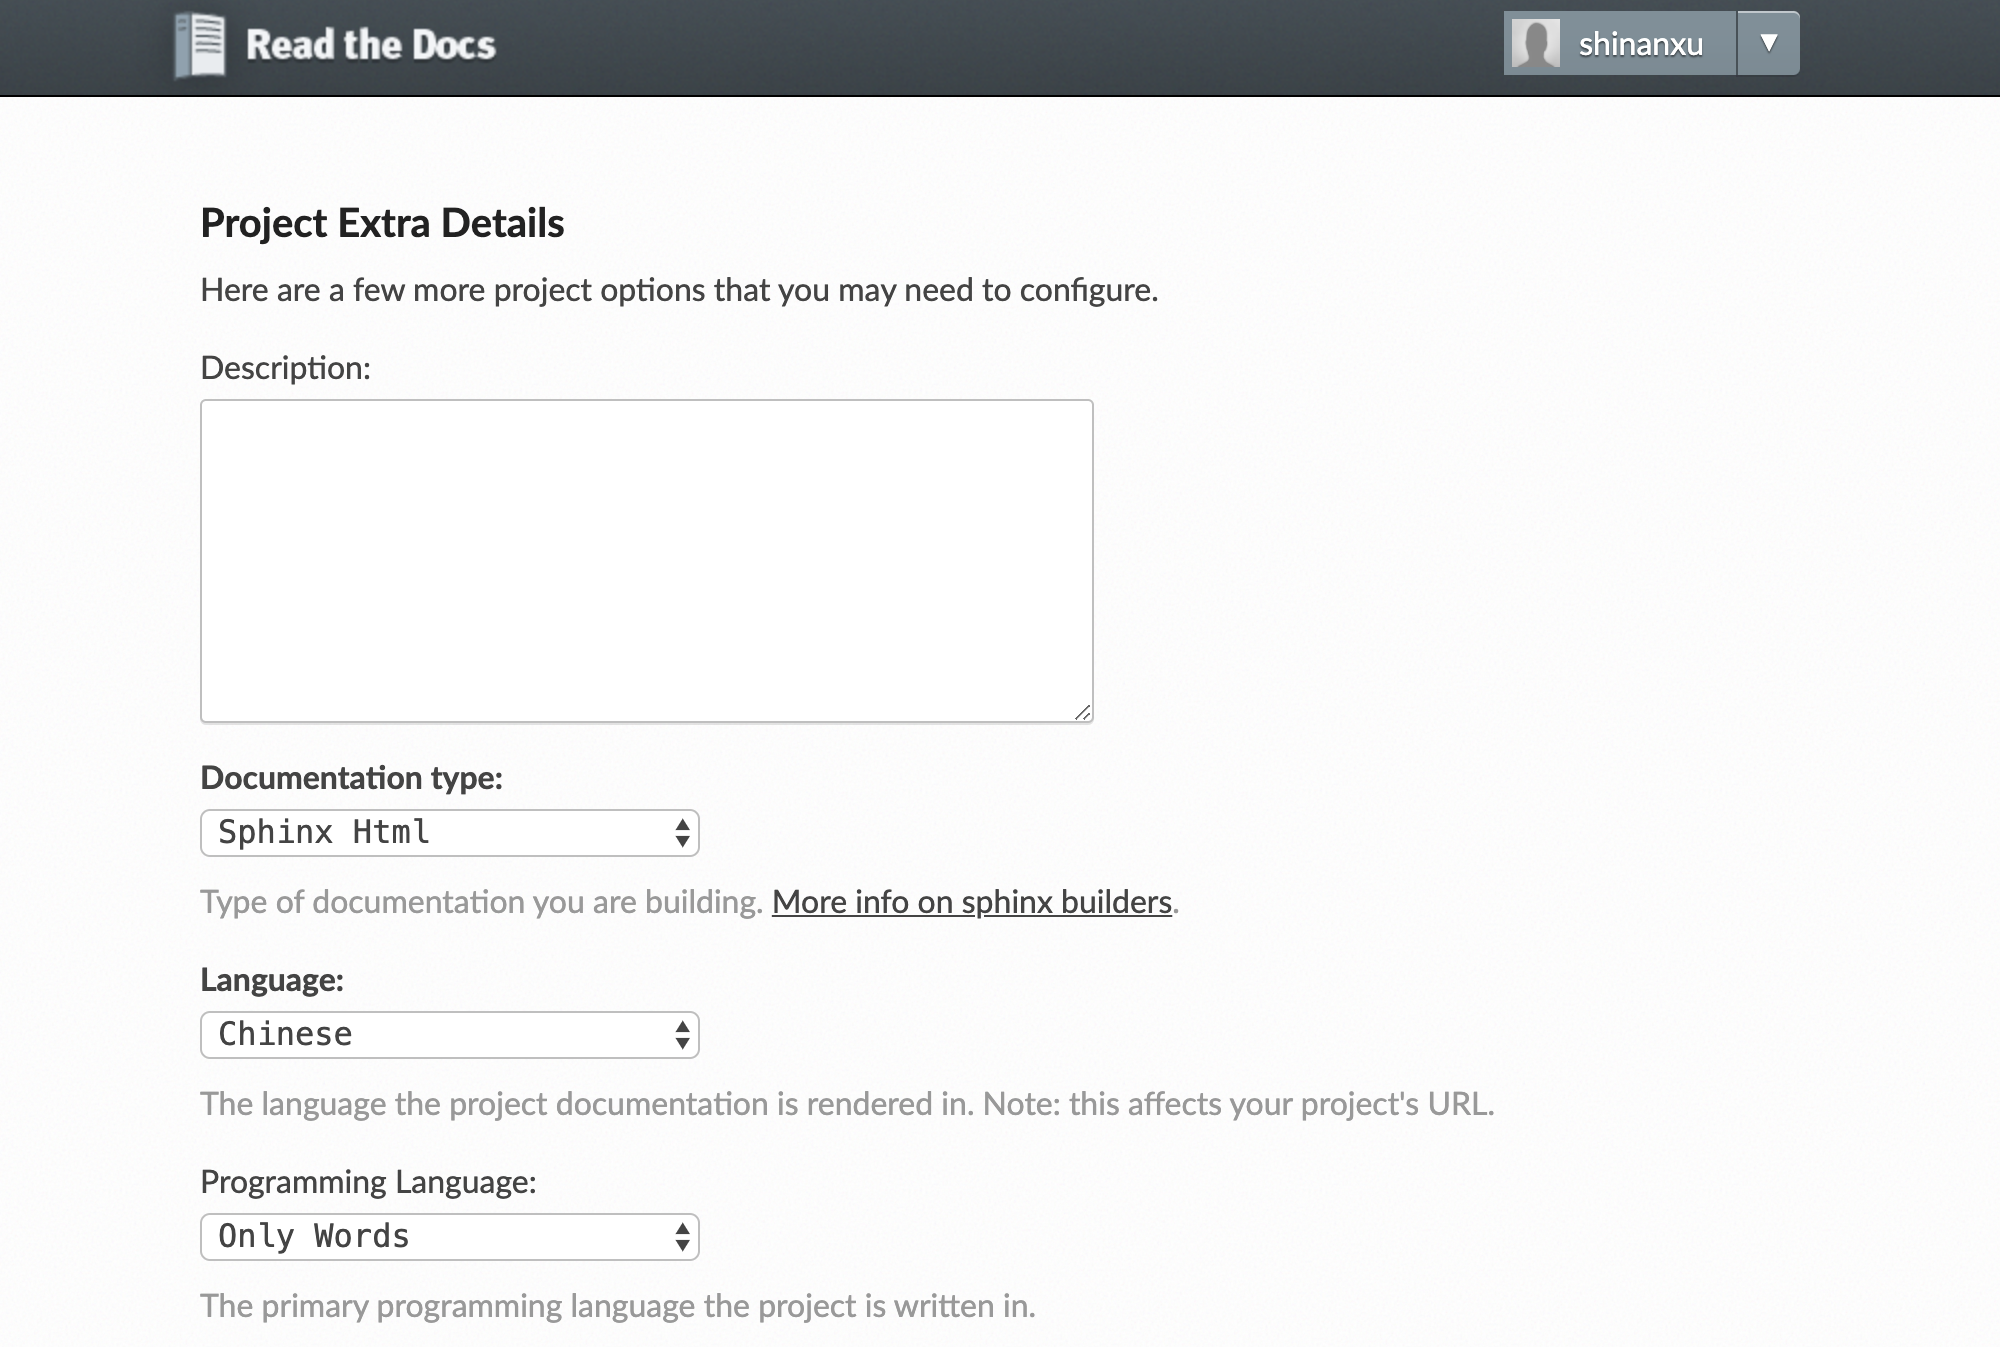 Read the Docs
shinanxu
Project Extra Details
Here are a few more project options that you may need to configure.
Description:
Documentation type:
Sphinx Html
Type of documentation you are building. More info on sphinx builders.
Language:
Chinese
The language the project documentation is rendered in. Note: this affects your project's URL.
Programming Language:
Only Words
The primary programming language the project is written in.